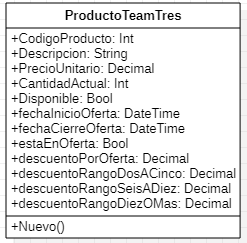 ProductoTeamTres
+CodigoProducto: Int
+Descripcion: String
+PrecioUnitario: Decimal
+CantidadActual: Int
+Disponible: Bool
+fechaInicioOferta: DateTime
+fechaCierreOferta: DateTime
+estaEnOferta: Bool
+descuentoPorOferta: Decimal
+descuentoRangoDosACinco: Decimal
+descuentoRangoSeisADiez: Decimal
+descuentoRangoDiezOMas: Decimal
+Nuevo()